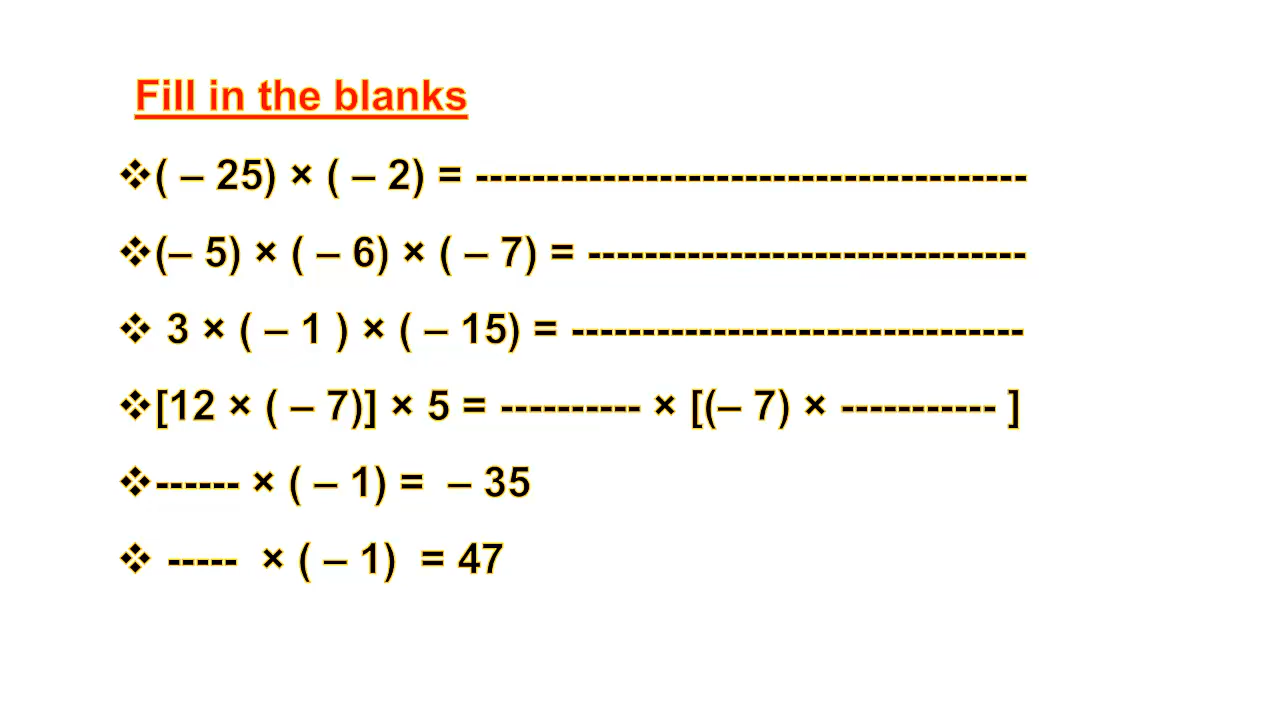 Fill in the blanks
❖( – 25) × ( – 2) = ---------------------------------------
❖(– 5) × ( – 6) × ( – 7) = -------------------------------
❖ 3 × ( – 1 ) × ( – 15) = --------------------------------
❖[12 × ( – 7)] × 5 = ---------- × [(– 7) × ----------- ]
❖------ × ( – 1) = – 35
❖ ----- × ( – 1) = 47